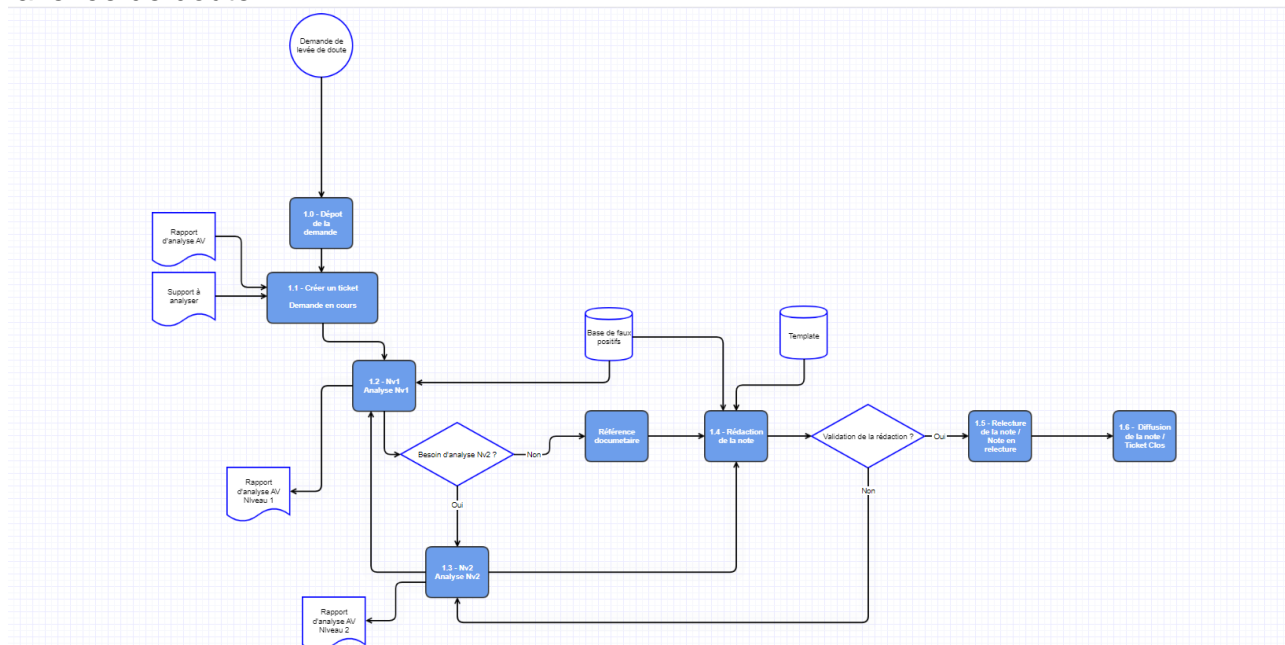 Demande de
levée de doute
1.0 - Dépot
de la
demande
Rapport
d'analyse AV
Support à
analyser
1.1 - Créer un ticket
Demande en cours
Base de faux
positifs
Template
1.2 - Nv1
Analyse Nv1
Besoin d'analyse Nv2 ?
Non
Référence
documetaire
1.4 - Rédaction
de la note
Validation de la rédaction ?
Oui
1.5 - Relecture
de la note /
Note en
relecture
1.6 - Diffusion
de la note /
Ticket Clos
Rapport
d'analyse AV
Niveau 1
Oui
Non
1.3 - Nv2
Analyse Nv2
Rapport
d'analyse AV
Niveau 2